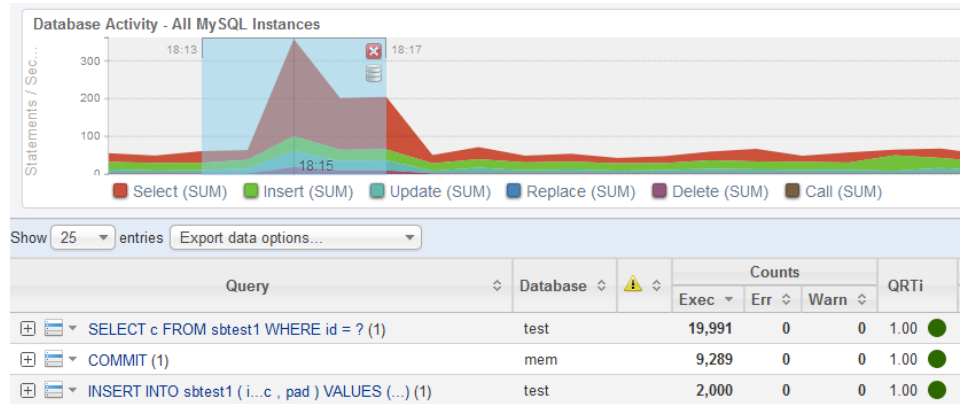 Database Activity - All MySQL Instances
Statements / Sec...
300
200
100
0
18:13
18:17
18:15
Select (SUM) Insert (SUM) Update (SUM) Replace (SUM) Delete (SUM) Call (SUM)
Show 25 entries Export data options...
Query Database Counts QRTi
Exec Err Warn
SELECT c FROM sbtest1 WHERE id = ? (1) test 19,991 0 0 1.00
COMMIT (1) mem 9,289 0 0 1.00
INSERT INTO sbtest1 ( i...c , pad ) VALUES (...) (1) test 2,000 0 0 1.00